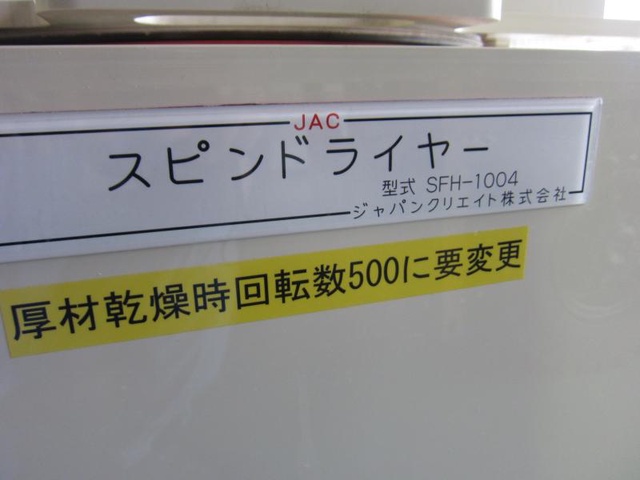 JAC
スピンドライヤー
型式 SFH-1004
ジャパンクリエイト株式会社
厚材乾燥時回転数500に要変更